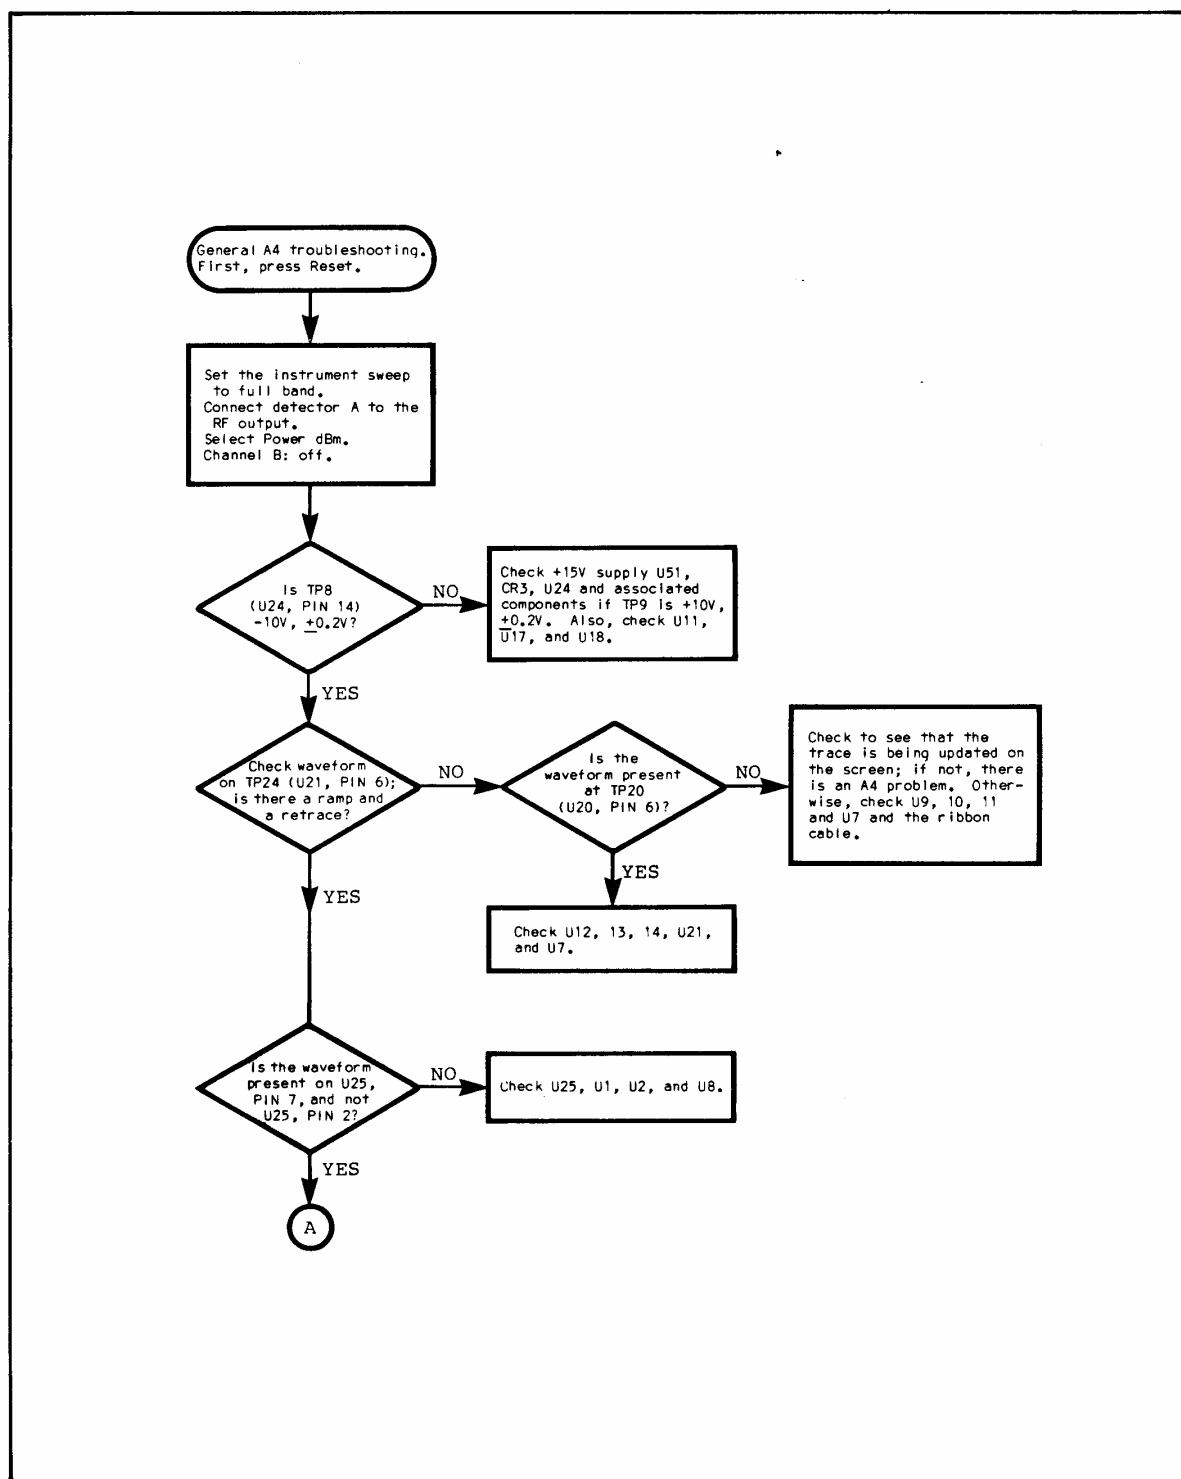 General A4 troubleshooting.
First, press Reset.
Set the instrument sweep
to full band.
Connect detector A to the
RF output.
Select Power dBm.
Channel B: off.
Is TP8
(U24, PIN 14)
-10V, ±0.2V?
NO
Check +15V supply U51,
CR3, U24 and associated
components if TP9 is +10V,
±0.2V. Also, check U11,
U17, and U18.
YES
Check waveform
on TP24 (U21, PIN 6);
is there a ramp and
a retrace?
NO
Is the
waveform present
at TP20
(U20, PIN 6)?
NO
Check to see that the
trace is being updated on
the screen; if not, there
is an A4 problem. Other-
wise, check U9, 10, 11
and U7 and the ribbon
cable.
YES
Check U12, 13, 14, U21,
and U7.
YES
Is the waveform
present on U25,
PIN 7, and not
U25, PIN 2?
NO
Check U25, U1, U2, and U8.
YES
A